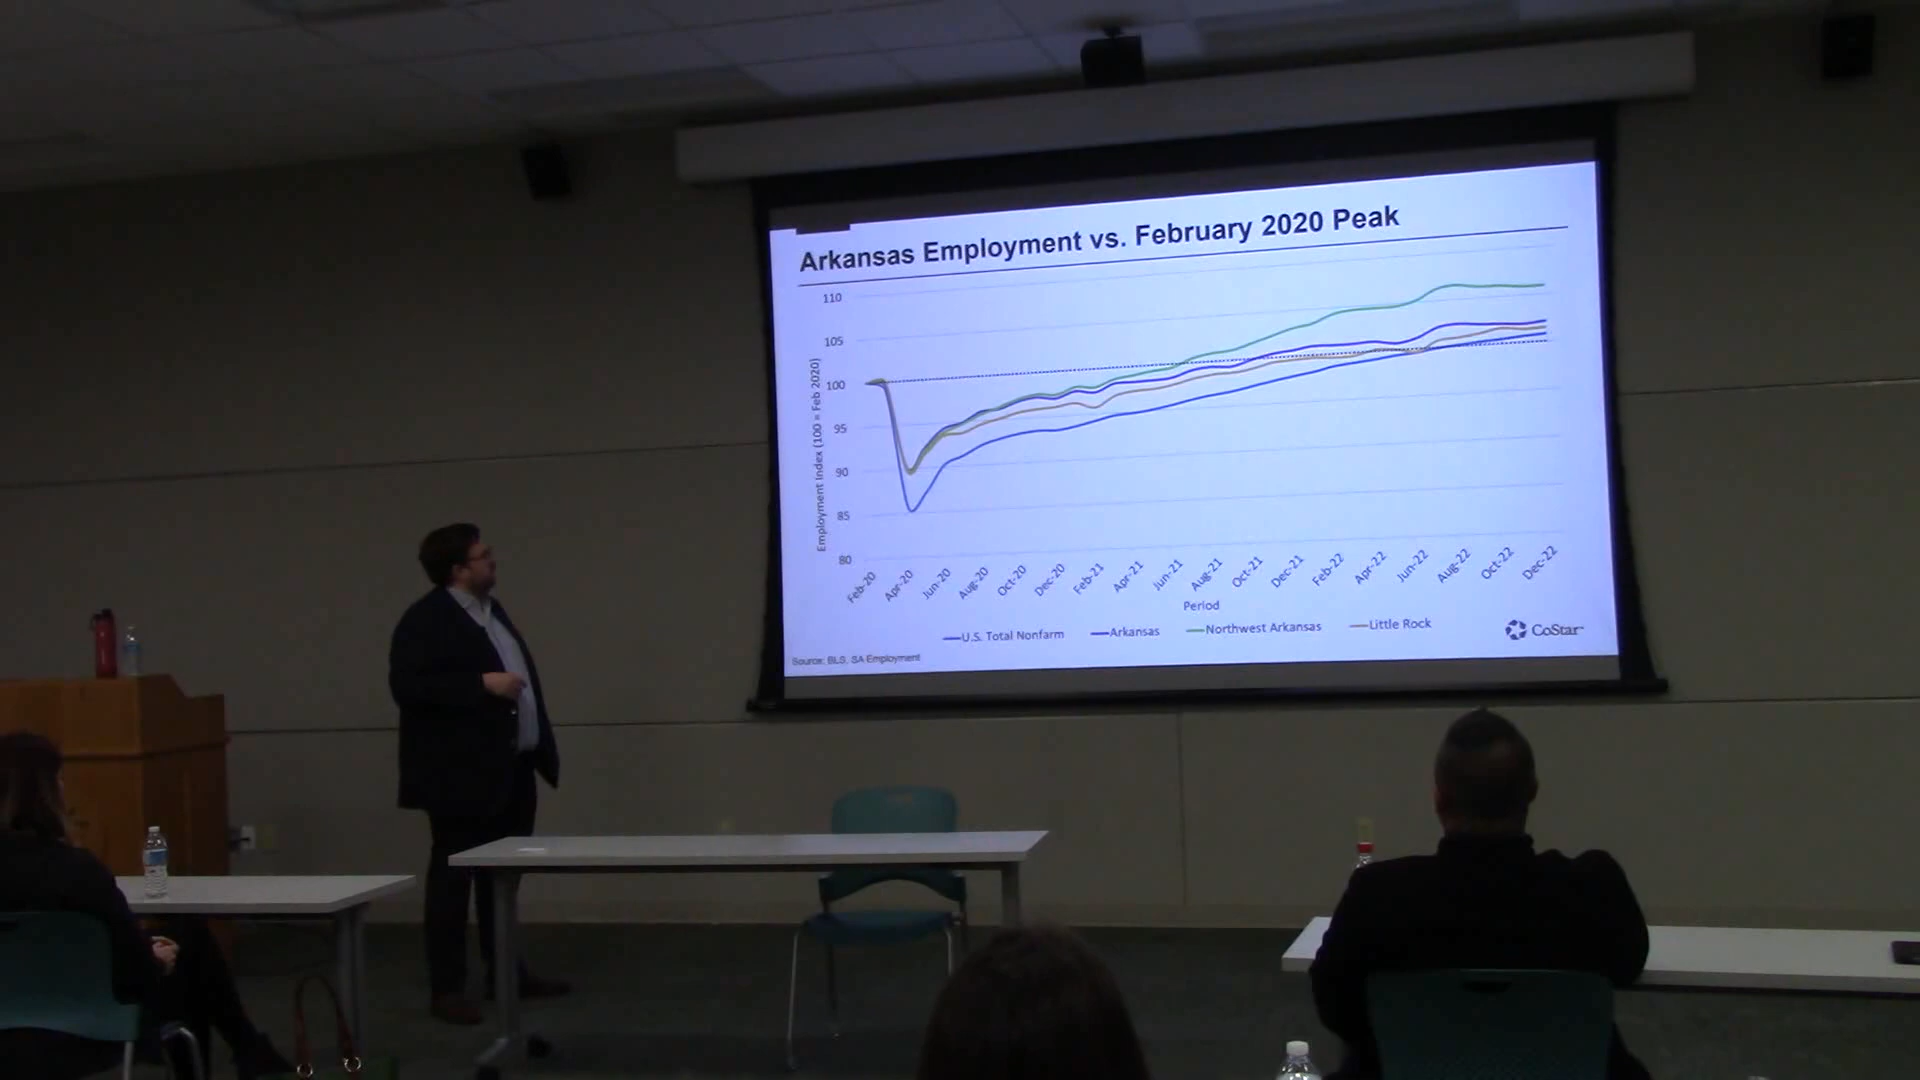 Arkansas Employment vs. February 2020 Peak
110
105
100
95
90
85
80
Employment Index (100 = Feb 2020)
Feb-20 Apr-20 Jun-20 Aug-20 Oct-20 Dec-20 Feb-21 Apr-21 Jun-21 Aug-21 Oct-21 Dec-21 Feb-22 Apr-22 Jun-22 Aug-22 Oct-22 Dec-22
Period
U.S. Total Nonfarm Arkansas Northwest Arkansas Little Rock
CoStar
Source: BLS, SA Employment